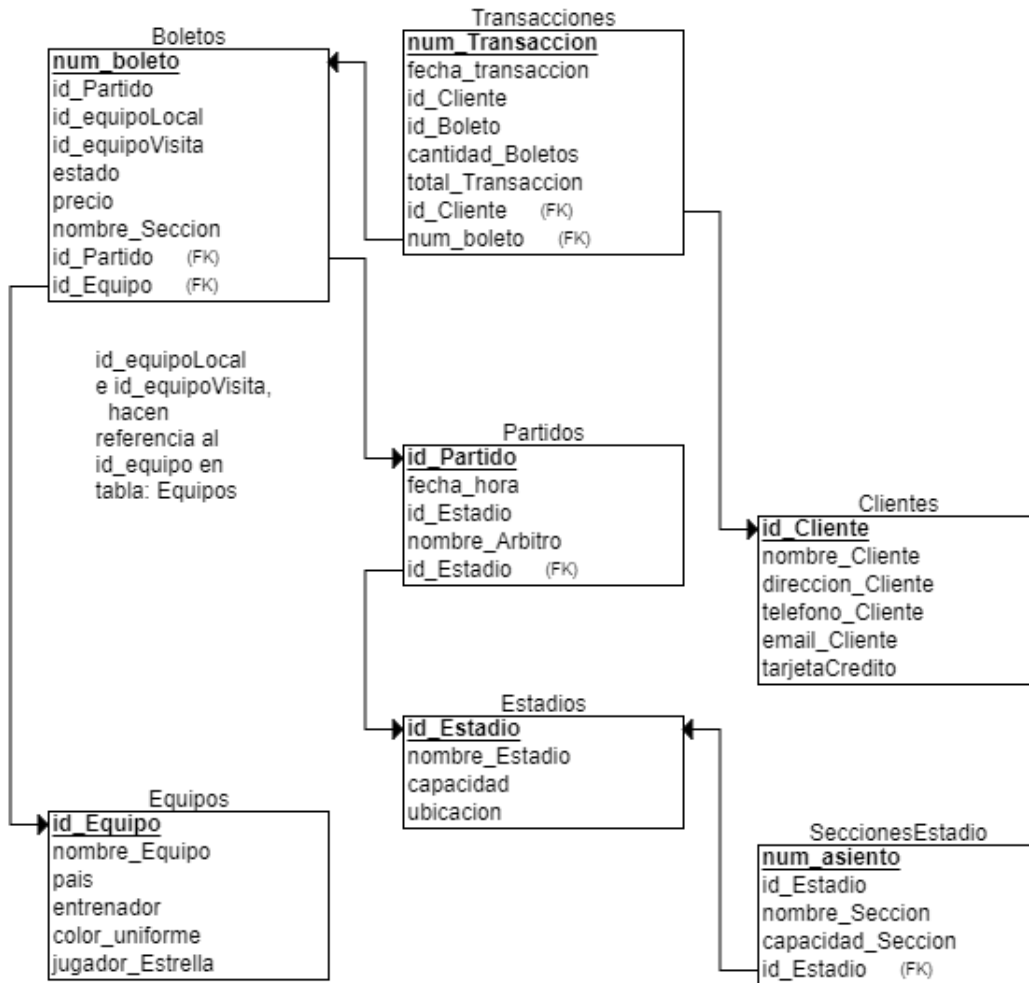 Boletos
num_boleto
id_Partido
id_equipoLocal
id_equipoVisita
estado
precio
nombre_Seccion
id_Partido (FK)
id_Equipo (FK)
Transacciones
num_Transaccion
fecha_transaccion
id_Cliente
id_Boleto
cantidad_Boletos
total_Transaccion
id_Cliente (FK)
num_boleto (FK)
id_equipoLocal
e id_equipoVisita,
hacen
referencia al
id_equipo en
tabla: Equipos
Partidos
id_Partido
fecha_hora
id_Estadio
nombre_Arbitro
id_Estadio (FK)
Clientes
id_Cliente
nombre_Cliente
direccion_Cliente
telefono_Cliente
email_Cliente
tarjetaCredito
Estadios
id_Estadio
nombre_Estadio
capacidad
ubicacion
Equipos
id_Equipo
nombre_Equipo
pais
entrenador
color_uniforme
jugador_Estrella
SeccionesEstadio
num_asiento
id_Estadio
nombre_Seccion
capacidad_Seccion
id_Estadio (FK)